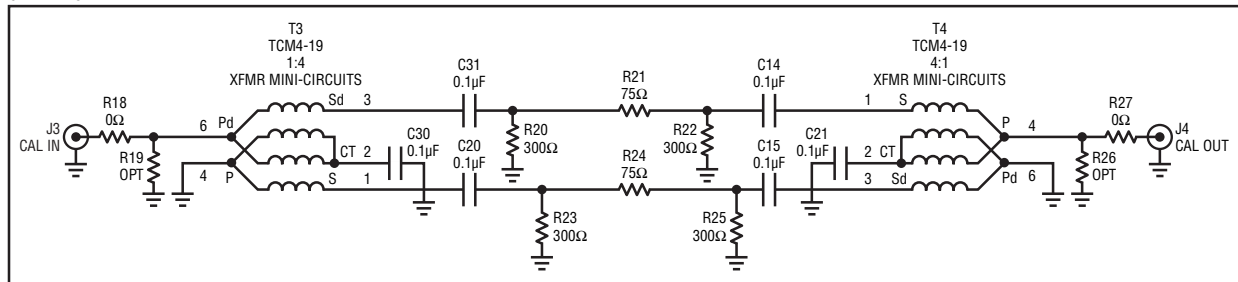 T3
TCM4-19
1:4
XFMR MINI-CIRCUITS
T4
TCM4-19
4:1
XFMR MINI-CIRCUITS
C31
0.1µF
R21
75Ω
C14
0.1µF
R18
0Ω
J3
CAL IN
R19
OPT
6 Pd
4 P
Sd 3
CT 2
S 1
C30
0.1µF
C20
0.1µF
R20
300Ω
R24
75Ω
R22
300Ω
C15
0.1µF
C21
0.1µF
R23
300Ω
R25
300Ω
1 S
2 CT
3 Sd
P 4
Pd 6
R27
0Ω
R26
OPT
J4
CAL OUT